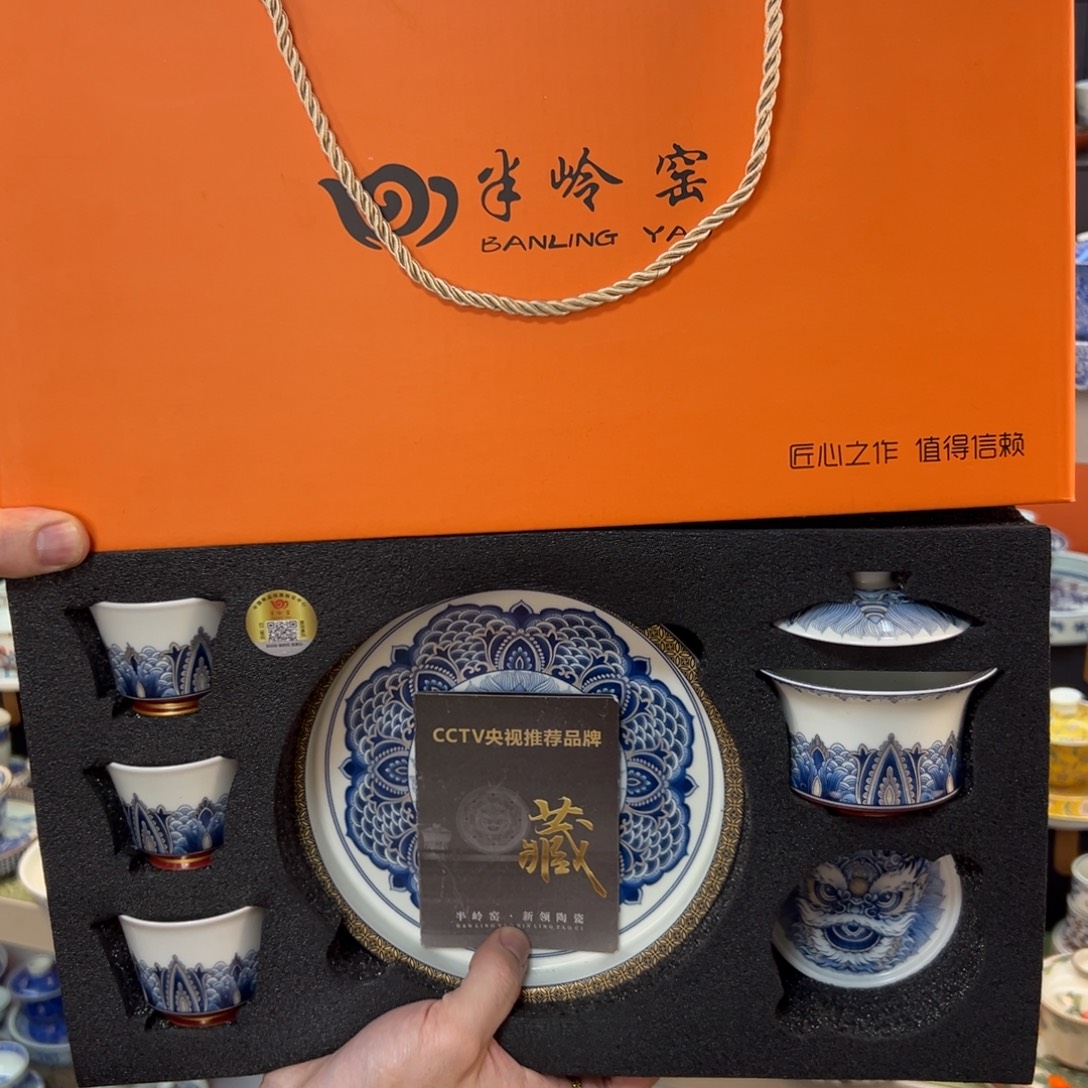 半岭窑
BANLING YA
匠心之作 值得信赖
CCTV央视推荐品牌
藏
半岭窑·新领陶瓷